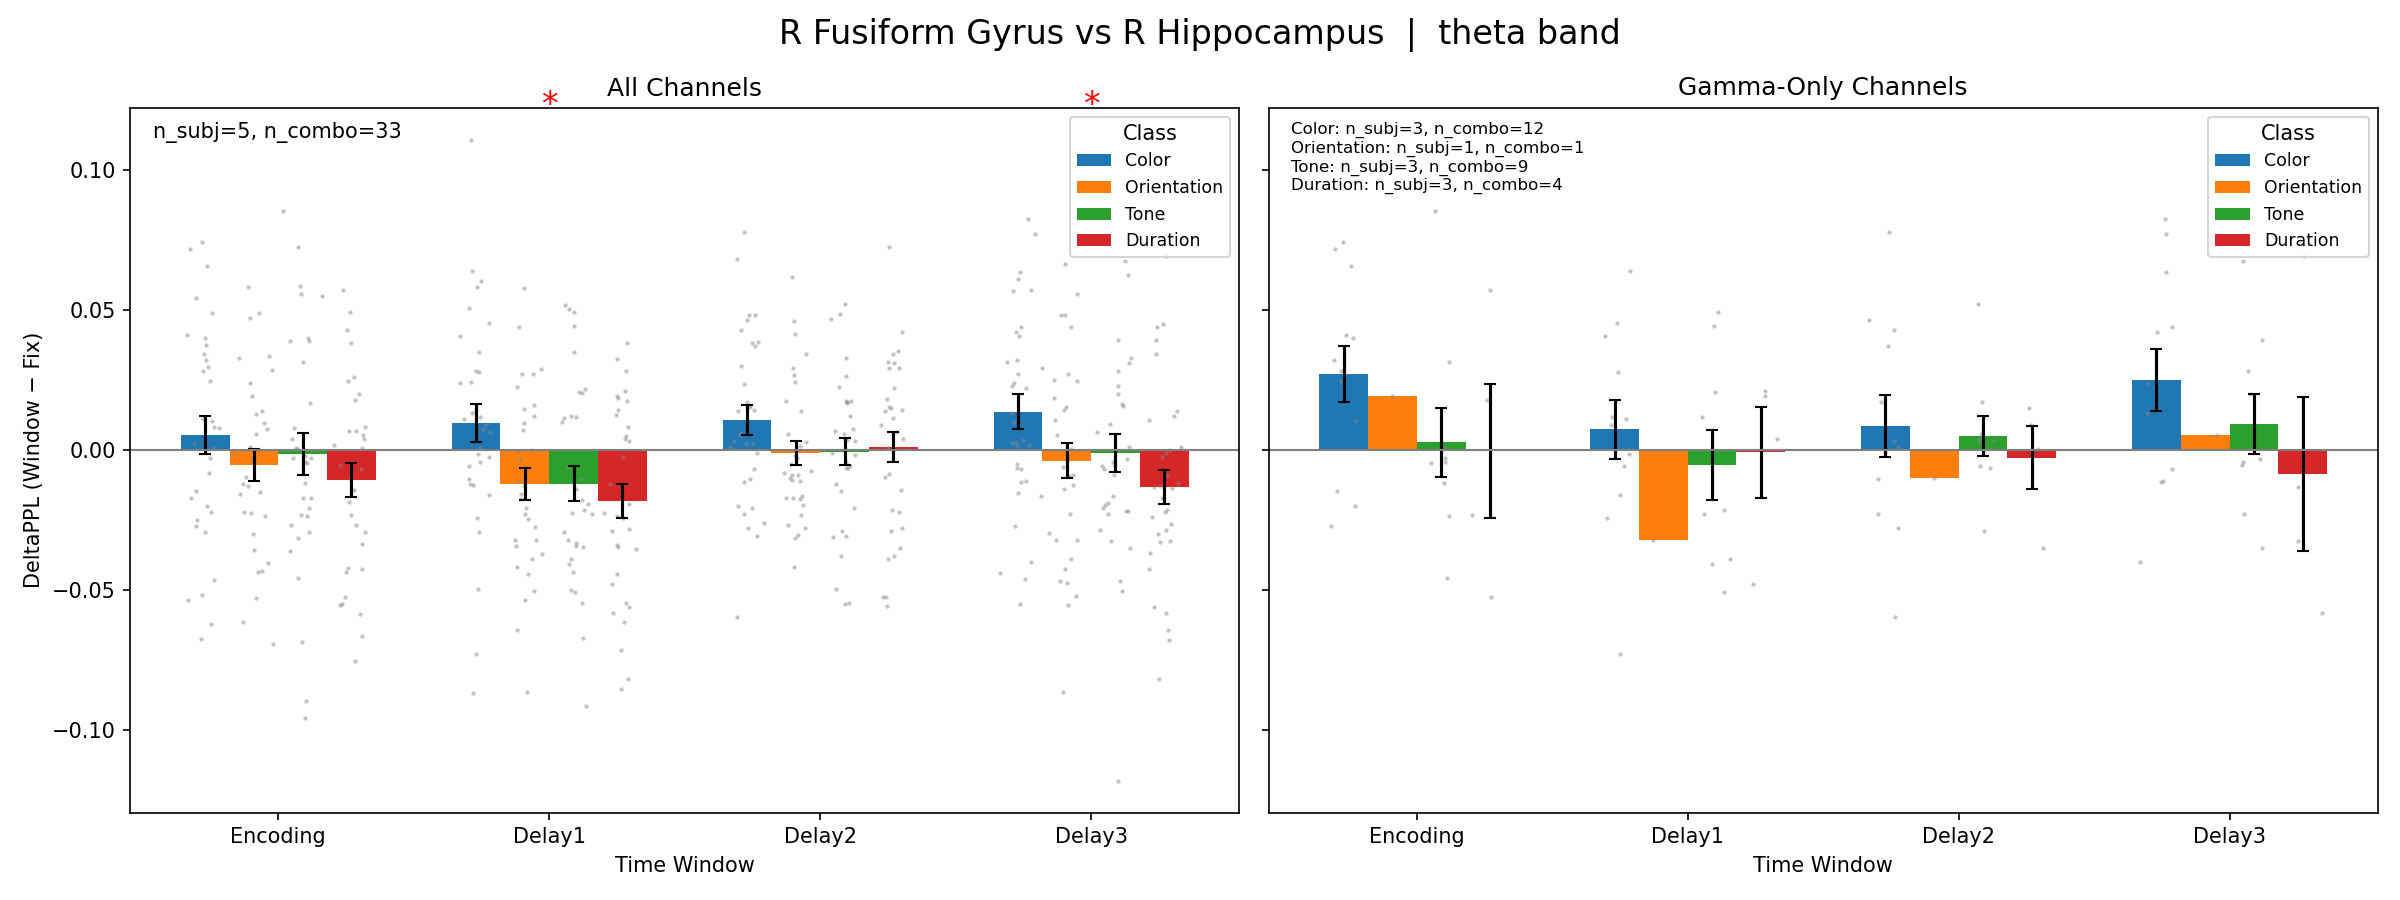 R Fusiform Gyrus vs R Hippocampus | theta band
All Channels
* *
n_subj=5, n_combo=33
Class
Color
Orientation
Tone
Duration
0.10
0.05
0.00
−0.05
−0.10
DeltaPPL (Window − Fix)
Encoding Delay1 Delay2 Delay3
Time Window
Gamma-Only Channels
Color: n_subj=3, n_combo=12
Orientation: n_subj=1, n_combo=1
Tone: n_subj=3, n_combo=9
Duration: n_subj=3, n_combo=4
Class
Color
Orientation
Tone
Duration
Encoding Delay1 Delay2 Delay3
Time Window